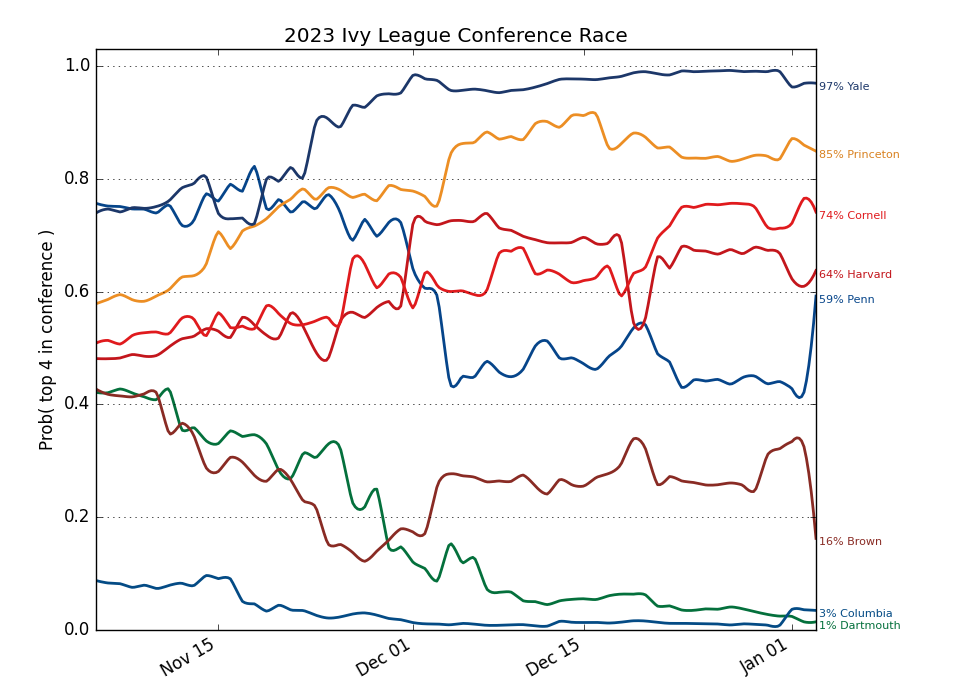 2023 Ivy League Conference Race
Prob( top 4 in conference )
1.0
0.8
0.6
0.4
0.2
0.0
97% Yale
85% Princeton
74% Cornell
64% Harvard
59% Penn
16% Brown
3% Columbia
1% Dartmouth
Nov 15
Dec 01
Dec 15
Jan 01